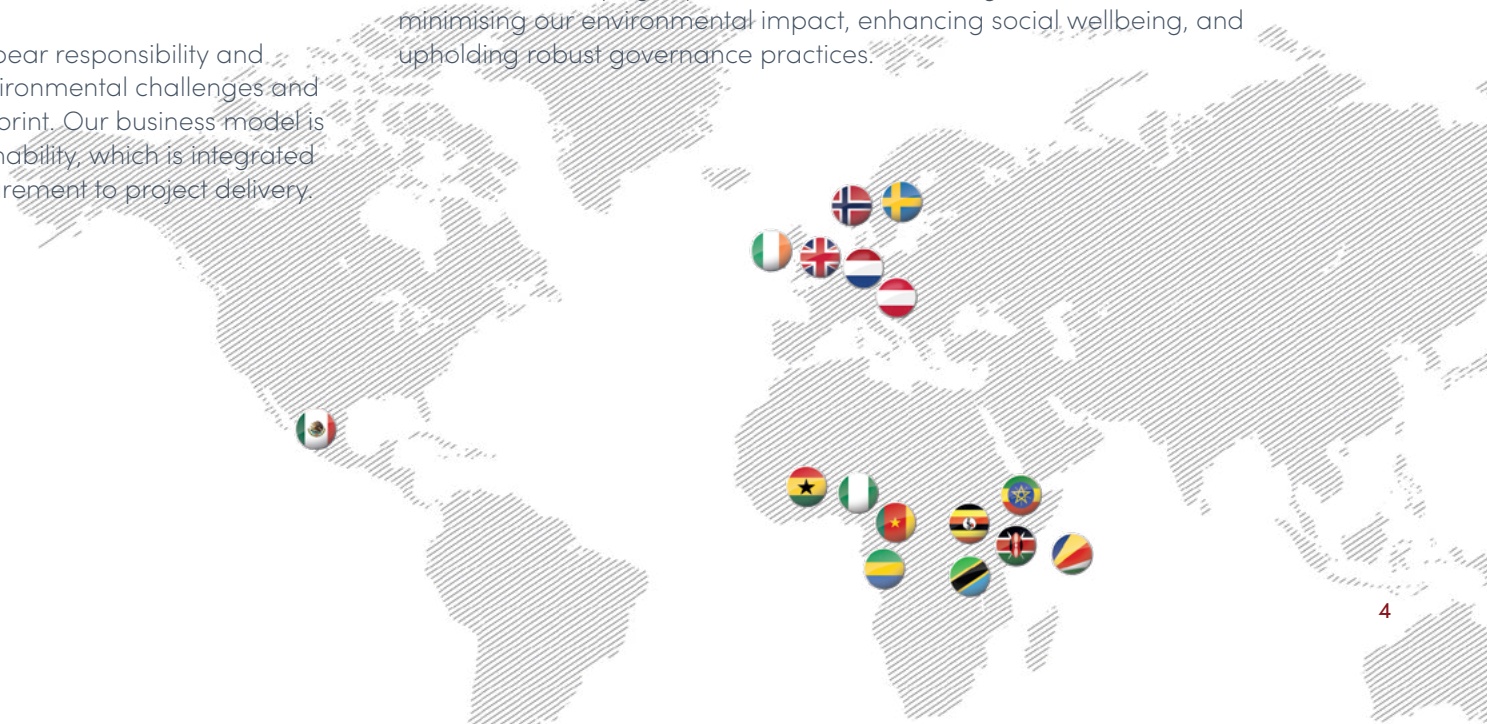 bear responsibility and
ironmental challenges and
print. Our business model is
nability, which is integrated
rement to project delivery.
minimising our environmental impact, enhancing social wellbeing, and
upholding robust governance practices.
4